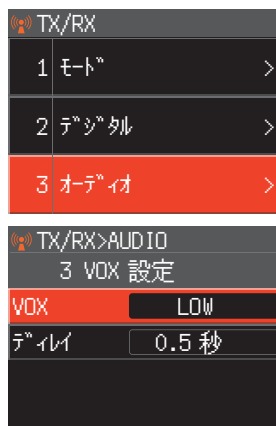 TX/RX
1 ﾓｰﾄﾞ >
2 ﾃﾞｼﾞﾀﾙ >
3 ｵｰﾃﾞｨｵ >
TX/RX>AUDIO
3 VOX 設定
VOX LOW
ﾃﾞｨﾚｲ 0.5 秒